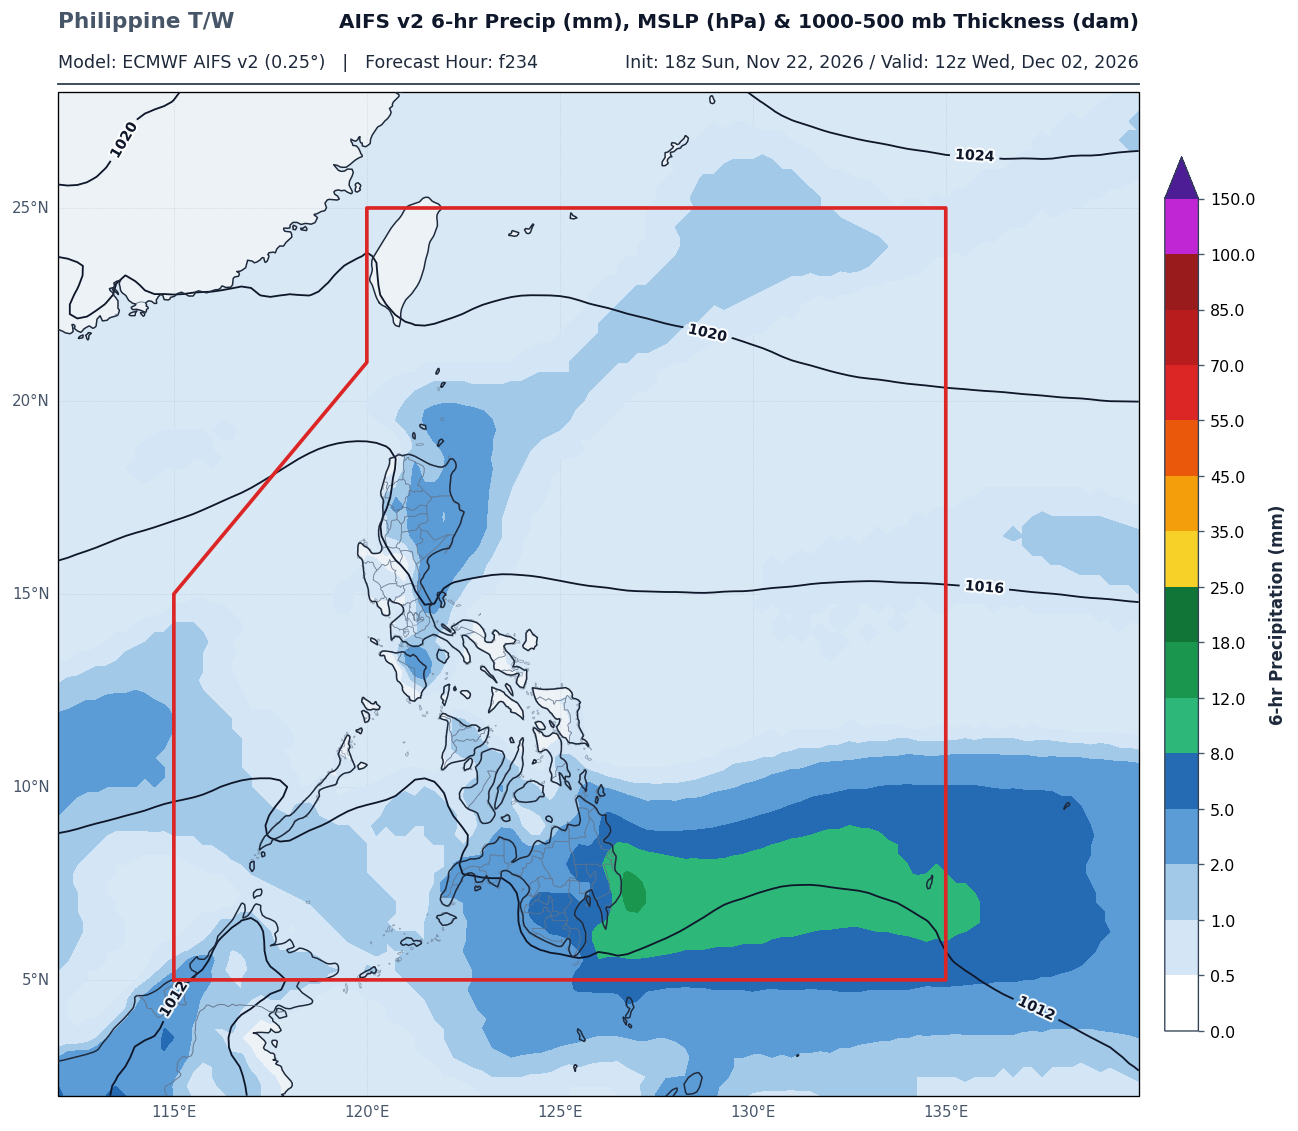 Philippine T/W
AIFS v2 6-hr Precip (mm), MSLP (hPa) & 1000-500 mb Thickness (dam)
Model: ECMWF AIFS v2 (0.25°) | Forecast Hour: f234
Init: 18z Sun, Nov 22, 2026 / Valid: 12z Wed, Dec 02, 2026
1020
1024
1020
1016
1012
1012
25°N
20°N
15°N
10°N
5°N
115°E
120°E
125°E
130°E
135°E
150.0
100.0
85.0
70.0
55.0
45.0
35.0
25.0
18.0
12.0
8.0
5.0
2.0
1.0
0.5
0.0
6-hr Precipitation (mm)